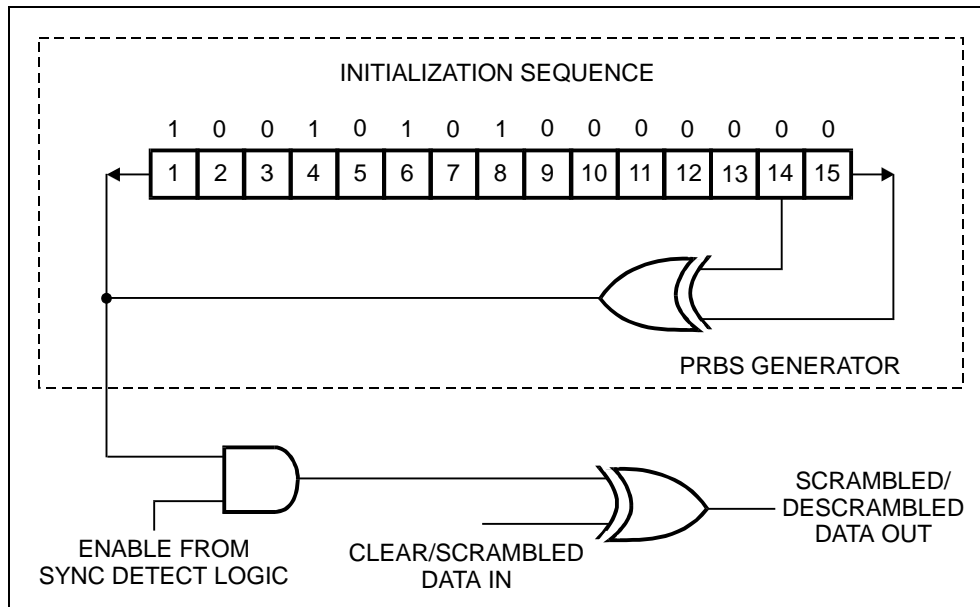 INITIALIZATION SEQUENCE
1 0 0 1 0 1 0 1 0 0 0 0 0 0 0
1 2 3 4 5 6 7 8 9 10 11 12 13 14 15
PRBS GENERATOR
SCRAMBLED/
DESCRAMBLED
DATA OUT
ENABLE FROM
SYNC DETECT LOGIC
CLEAR/SCRAMBLED
DATA IN